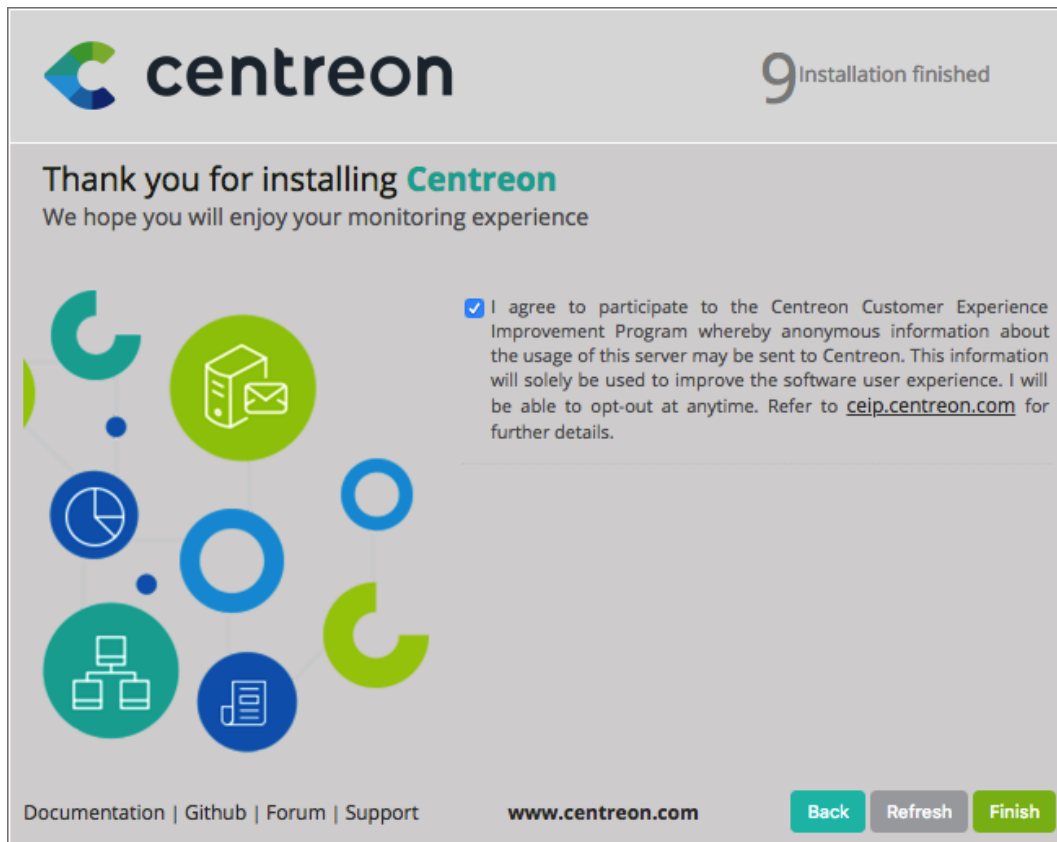 centreon
9 Installation finished
Thank you for installing Centreon
We hope you will enjoy your monitoring experience
I agree to participate to the Centreon Customer Experience
Improvement Program whereby anonymous information about
the usage of this server may be sent to Centreon. This information
will solely be used to improve the software user experience. I will
be able to opt-out at anytime. Refer to ceip.centreon.com for
further details.
Documentation | Github | Forum | Support www.centreon.com Back Refresh Finish